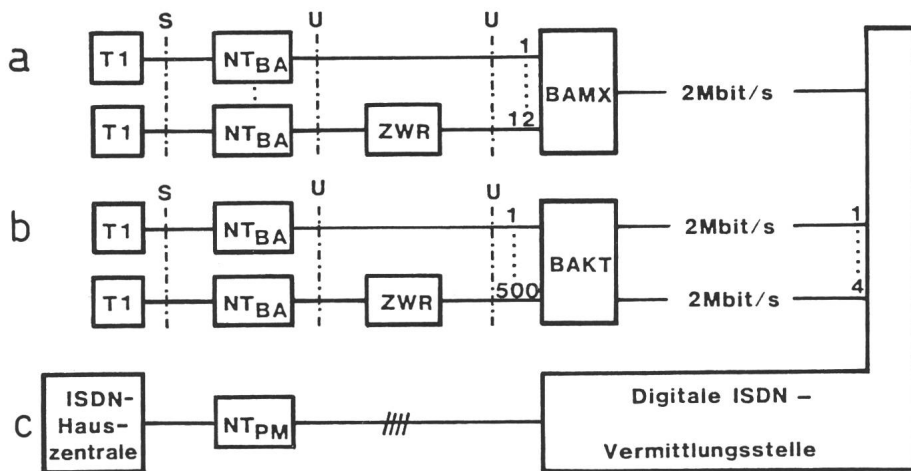 S U U
a T1 NTBA 1 BAMX 2Mbit/s
T1 NTBA ZWR 12
S U U
b T1 NTBA 1 BAKT 2Mbit/s 1
T1 NTBA ZWR 500 2Mbit/s 4
c ISDN-
Haus-
zentrale
NTPM
Digitale ISDN –
Vermittlungsstelle